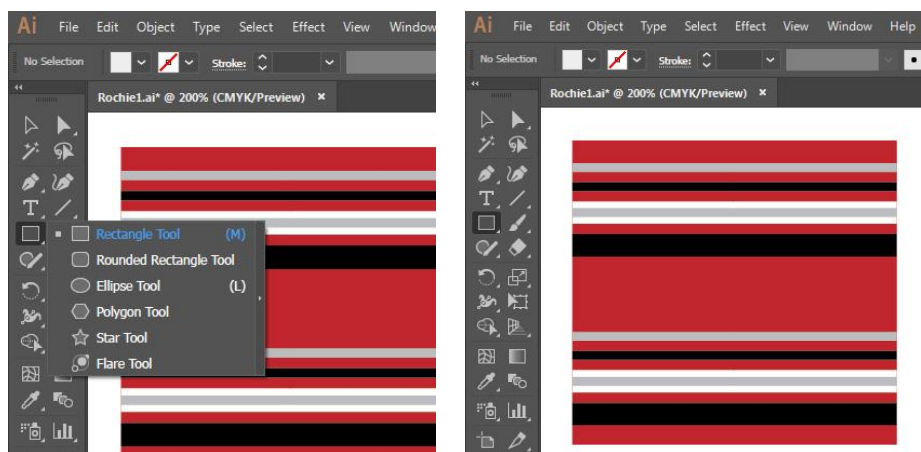 Ai File Edit Object Type Select Effect View Window
No Selection Stroke:
Rochie1.ai* @ 200% (CMYK/Preview) ×
Rectangle Tool (M)
Rounded Rectangle Tool
Ellipse Tool (L)
Polygon Tool
Star Tool
Flare Tool
Ai File Edit Object Type Select Effect View Window Help
No Selection Stroke:
Rochie1.ai* @ 200% (CMYK/Preview) ×